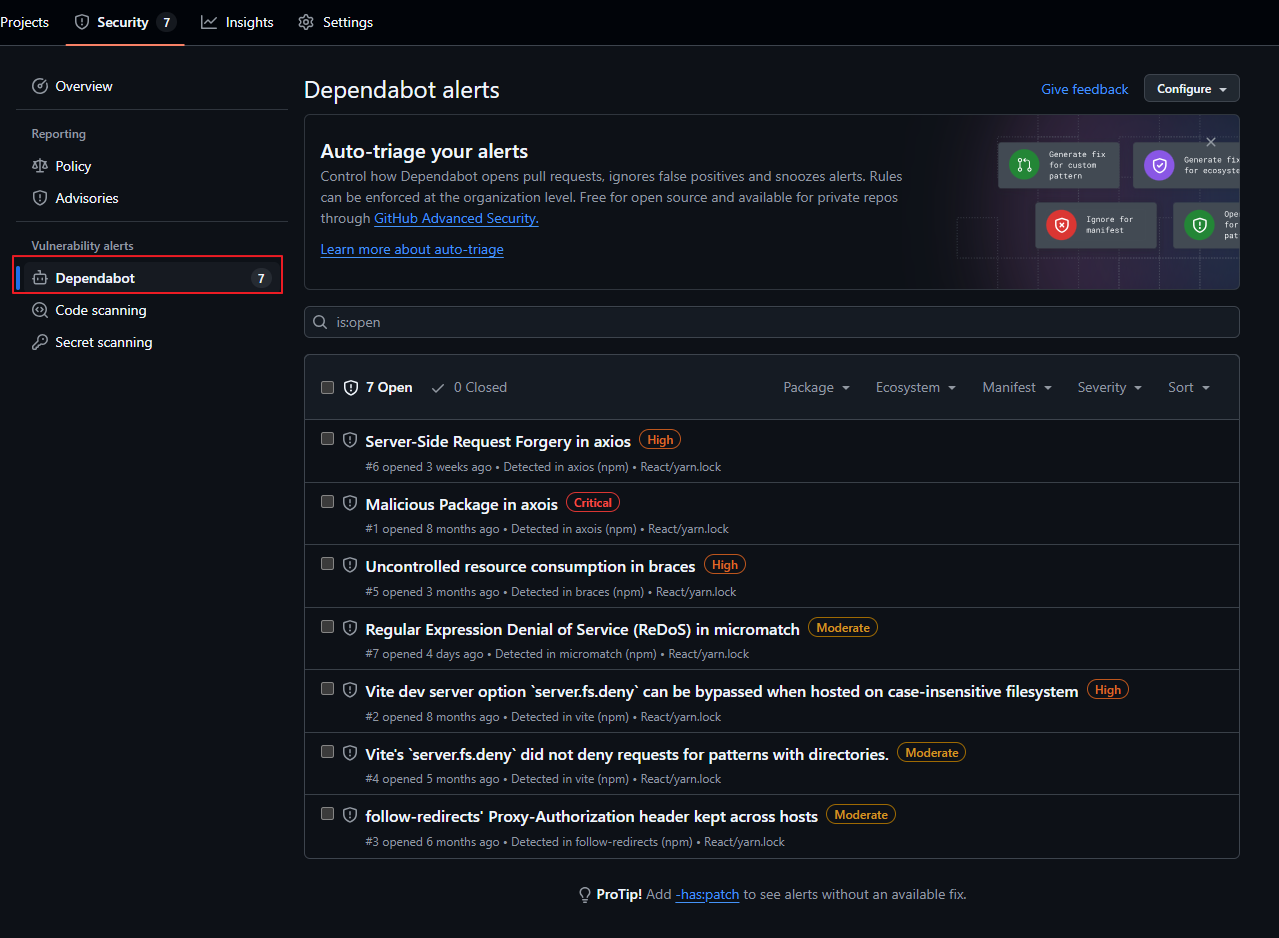 Projects
Security 7
Insights
Settings
Overview
Reporting
Policy
Advisories
Vulnerability alerts
Dependabot 7
Code scanning
Secret scanning
Dependabot alerts
Give feedback
Configure
Auto-triage your alerts
Control how Dependabot opens pull requests, ignores false positives and snoozes alerts. Rules
can be enforced at the organization level. Free for open source and available for private repos
through GitHub Advanced Security.
Learn more about auto-triage
Generate fix
for custom
pattern
Generate fix
for ecosyste
Ignore for
manifest
Ope
for
pat
is:open
7 Open
0 Closed
Package
Ecosystem
Manifest
Severity
Sort
Server-Side Request Forgery in axios High
#6 opened 3 weeks ago • Detected in axios (npm) • React/yarn.lock
Malicious Package in axois Critical
#1 opened 8 months ago • Detected in axois (npm) • React/yarn.lock
Uncontrolled resource consumption in braces High
#5 opened 3 months ago • Detected in braces (npm) • React/yarn.lock
Regular Expression Denial of Service (ReDoS) in micromatch Moderate
#7 opened 4 days ago • Detected in micromatch (npm) • React/yarn.lock
Vite dev server option `server.fs.deny` can be bypassed when hosted on case-insensitive filesystem High
#2 opened 8 months ago • Detected in vite (npm) • React/yarn.lock
Vite's `server.fs.deny` did not deny requests for patterns with directories. Moderate
#4 opened 5 months ago • Detected in vite (npm) • React/yarn.lock
follow-redirects' Proxy-Authorization header kept across hosts Moderate
#3 opened 6 months ago • Detected in follow-redirects (npm) • React/yarn.lock
ProTip! Add -has:patch to see alerts without an available fix.